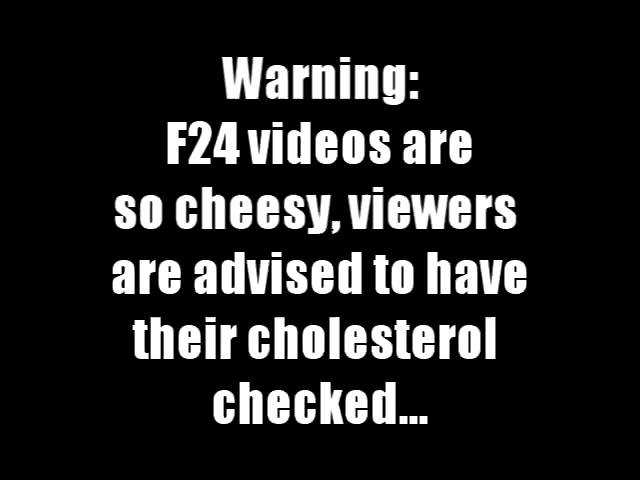 Warning:
F24 videos are
so cheesy, viewers
are advised to have
their cholesterol
checked...